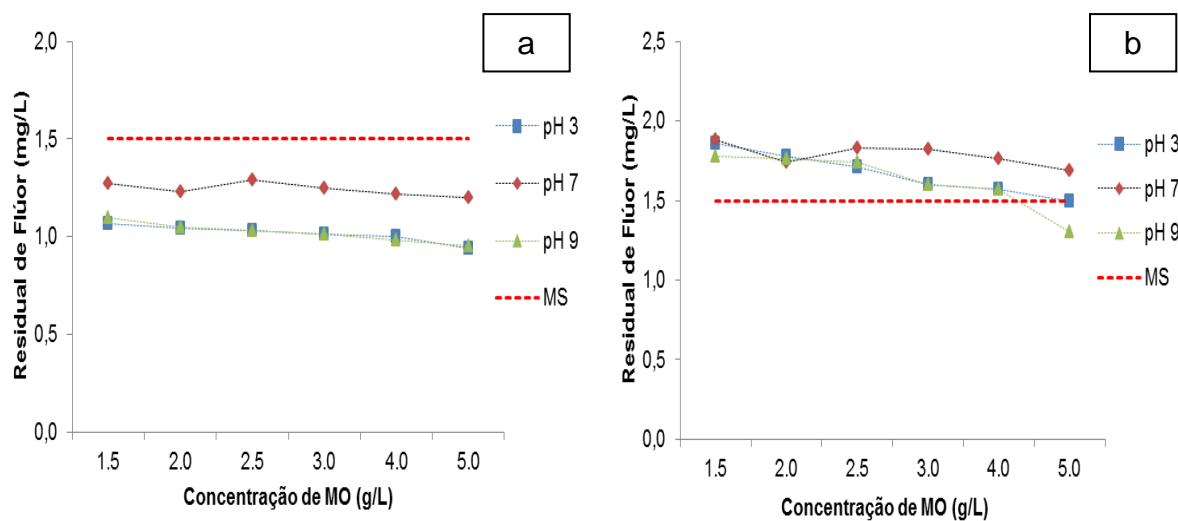 a
2,0
1,5
1,0
0,5
0,0
Residual de Flúor (mg/L)
1.5 2.0 2.5 3.0 4.0 5.0
Concentração de MO (g/L)
pH 3
pH 7
pH 9
MS
b
2,5
2,0
1,5
1,0
0,5
0,0
Residual de Flúor (mg/L)
1.5 2.0 2.5 3.0 4.0 5.0
Concentração de MO (g/L)
pH 3
pH 7
pH 9
MS